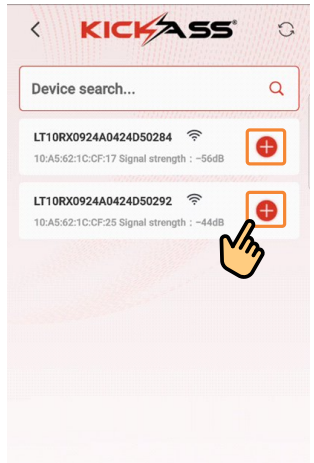 KICKASS®
Device search...
LT10RX0924A0424D50284
10:A5:62:1C:CF:17 Signal strength : -56dB
LT10RX0924A0424D50292
10:A5:62:1C:CF:25 Signal strength : -44dB